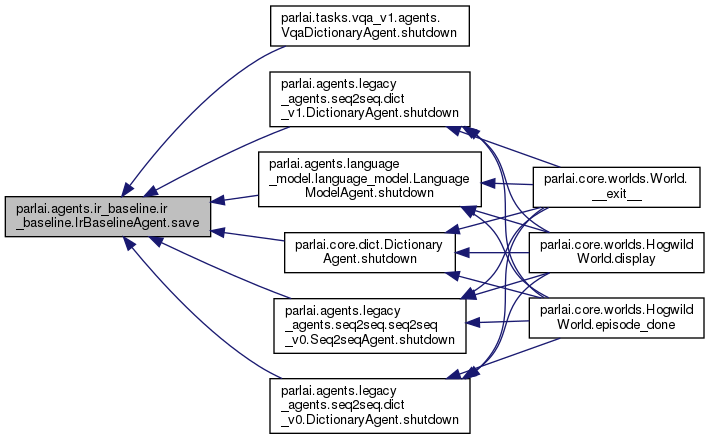 parlai.tasks.vqa_v1.agents.
VqaDictionaryAgent.shutdown
parlai.agents.legacy
_agents.seq2seq.dict
_v1.DictionaryAgent.shutdown
parlai.agents.language
_model.language_model.Language
ModelAgent.shutdown
parlai.core.worlds.World.
__exit__
parlai.agents.ir_baseline.ir
_baseline.IrBaselineAgent.save
parlai.core.dict.Dictionary
Agent.shutdown
parlai.core.worlds.Hogwild
World.display
parlai.agents.legacy
_agents.seq2seq.seq2seq
_v0.Seq2seqAgent.shutdown
parlai.core.worlds.Hogwild
World.episode_done
parlai.agents.legacy
_agents.seq2seq.dict
_v0.DictionaryAgent.shutdown